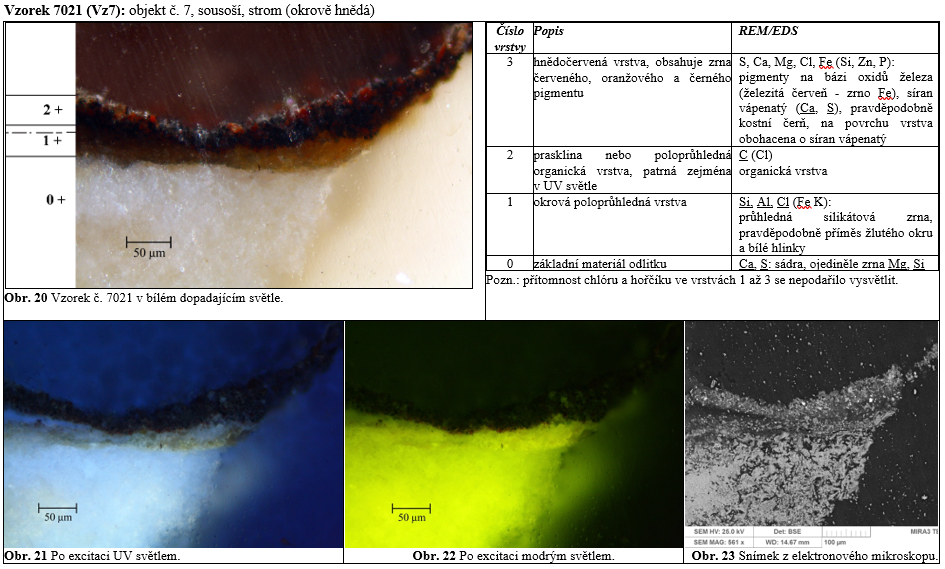 Vzorek 7021 (Vz7): objekt č. 7, sousoší, strom (okrově hnědá)
2 +
1 +
0 +
50 µm
Obr. 20 Vzorek č. 7021 v bílém dopadajícím světle.
Číslo vrstvy Popis REM/EDS
3 hnědočervená vrstva, obsahuje zrna S, Ca, Mg, Cl, Fe (Si, Zn, P):
červeného, oranžového a černého pigmenty na bázi oxidů železa
pigmentu (železitá červeň - zrno Fe), síran
vápenatý (Ca, S), pravděpodobně
kostní čerň, na povrchu vrstva
obohacena o síran vápenatý
2 prasklina nebo poloprůhledná C (Cl)
organická vrstva, patrná zejména organická vrstva
v UV světle
1 okrová poloprůhledná vrstva Si, Al, Cl (Fe K):
průhledná silikátová zrna,
pravděpodobně příměs žlutého okru
a bílé hlinky
0 základní materiál odlitku Ca, S: sádra, ojediněle zrna Mg, Si
Pozn.: přítomnost chlóru a hořčíku ve vrstvách 1 až 3 se nepodařilo vysvětlit.
50 µm
50 µm
SEM HV: 25.0 kV Det: BSE MIRA3 TE
SEM MAG: 561 x WD: 14.67 mm 100 µm
Obr. 21 Po excitaci UV světlem.
Obr. 22 Po excitaci modrým světlem.
Obr. 23 Snímek z elektronového mikroskopu.